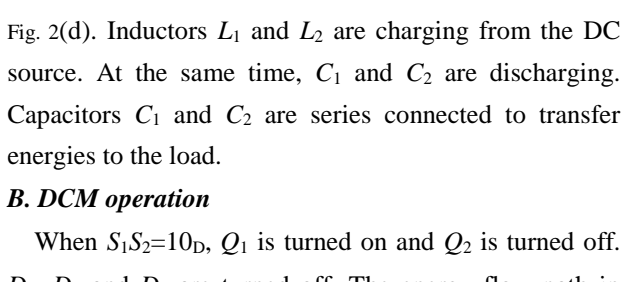 Fig. 2(d). Inductors L1 and L2 are charging from the DC
source. At the same time, C1 and C2 are discharging.
Capacitors C1 and C2 are series connected to transfer
energies to the load.
B. DCM operation
When S1S2=10D, Q1 is turned on and Q2 is turned off.